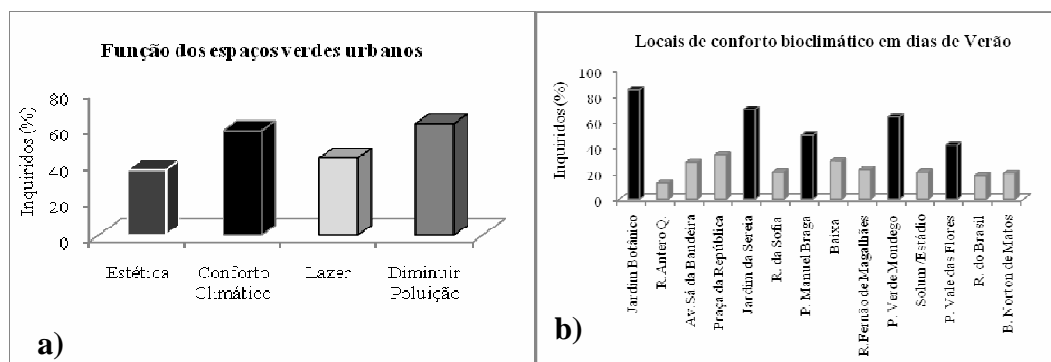 Função dos espaços verdes urbanos
Inquiridos (%)
80
60
40
20
0
Estética
Conforto
Climático
Lazer
Diminuir
Poluição
a)
Locais de conforto bioclimático em dias de Verão
Inquiridos (%)
100
80
60
40
20
0
Jardim Botânico
R. Antero Q.
Av. Sá da Bandeira
Praça da República
Jardim da Sereia
R. da Sofia
P. Manuel Braga
Baixa
R. Fernão de Magalhães
P. Verde Mondego
Solum/Estádio
P. Vale das Flores
R. do Brasil
B. Norton de Matos
b)